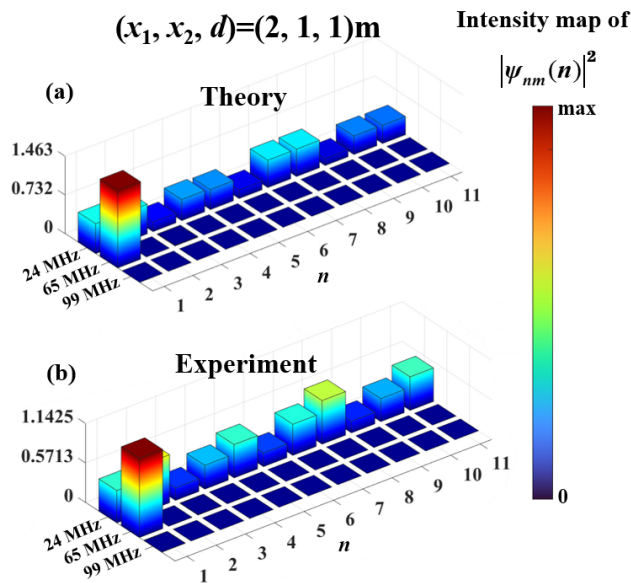 (x₁, x₂, d)=(2, 1, 1)m
Intensity map of
|ψₙₘ(n)|²
(a)
Theory
max
1.463
0.732
0
24 MHz
65 MHz
99 MHz
1 2 3 4 5 6 7 8 9 10 11
n
(b)
Experiment
1.1425
0.5713
0
24 MHz
65 MHz
99 MHz
1 2 3 4 5 6 7 8 9 10 11
n
0